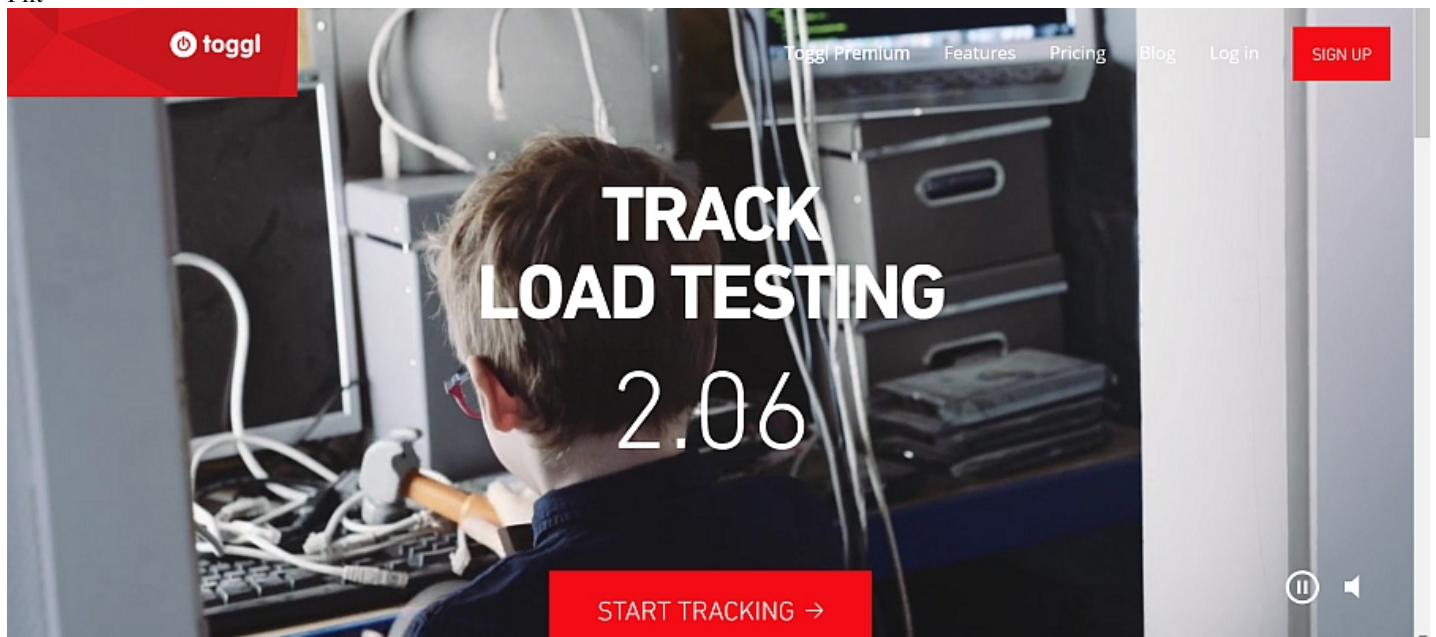 toggl
Toggl Premium Features Pricing Blog Log in SIGN UP
TRACK
LOAD TESTING
2.06
START TRACKING →